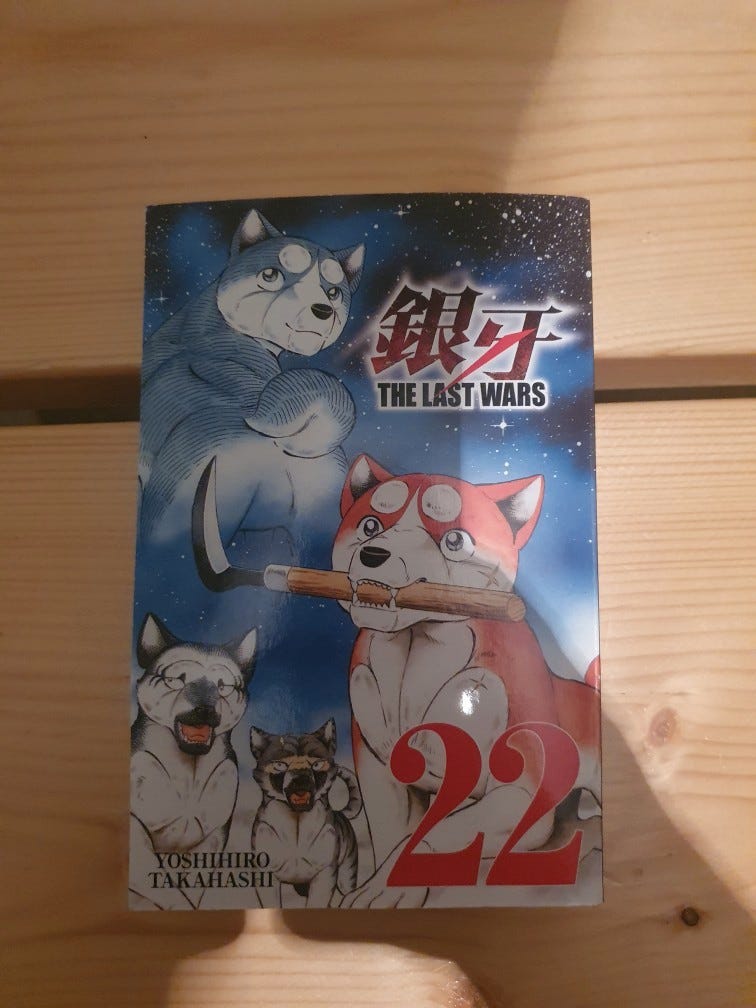 銀牙
THE LAST WARS
22
YOSHIHIRO
TAKAHASHI